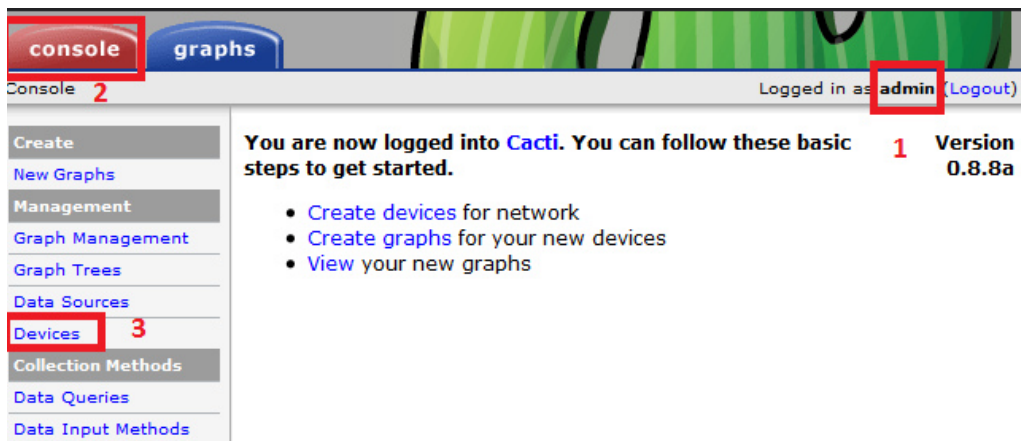 console graphs
Console 2 Logged in as admin (Logout)
1
Create
New Graphs
Management
Graph Management
Graph Trees
Data Sources
Devices 3
Collection Methods
Data Queries
Data Input Methods
You are now logged into Cacti. You can follow these basic
steps to get started.
Version
0.8.8a
• Create devices for network
• Create graphs for your new devices
• View your new graphs